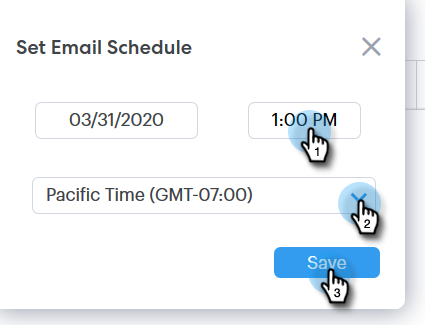 Set Email Schedule
03/31/2020 1:00 PM
1
Pacific Time (GMT-07:00)
2
Save
3